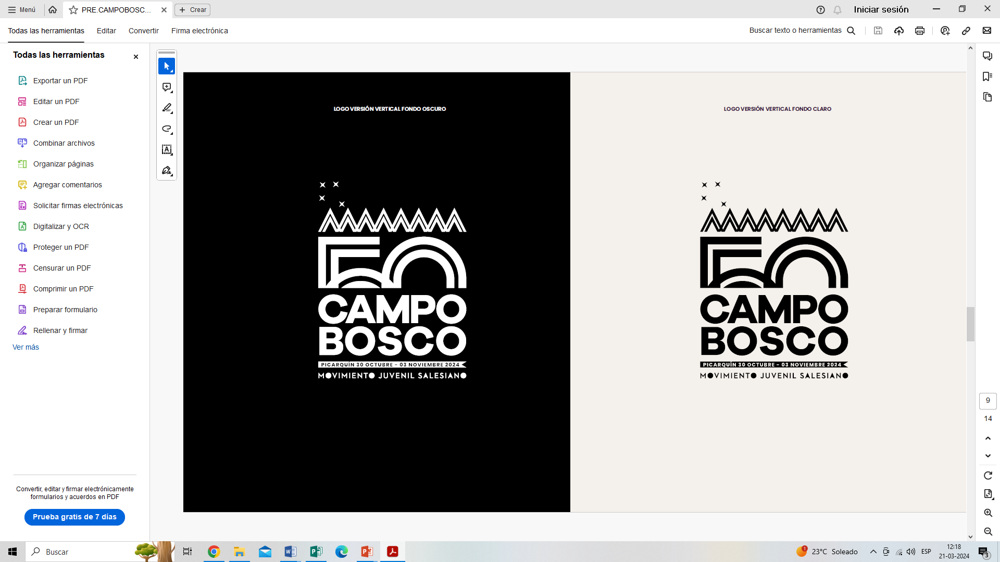 Menú
PRE.CAMPOBOSC...
Crear
Iniciar sesión
Todas las herramientas
Editar
Convertir
Firma electrónica
Buscar texto o herramientas
Todas las herramientas
Exportar un PDF
Editar un PDF
Crear un PDF
Combinar archivos
Organizar páginas
Agregar comentarios
Solicitar firmas electrónicas
Digitalizar y OCR
Proteger un PDF
Censurar un PDF
Comprimir un PDF
Preparar formulario
Rellenar y firmar
Ver más
Convertir, editar y firmar electrónicamente
formularios y acuerdos en PDF
Prueba gratis de 7 días
LOGO VERSIÓN VERTICAL FONDO OSCURO
50
CAMPO
BOSCO
PICARQUÍN 30 OCTUBRE - 03 NOVIEMBRE 2024
MOVIMIENTO JUVENIL SALESIANO
LOGO VERSIÓN VERTICAL FONDO CLARO
50
CAMPO
BOSCO
PICARQUÍN 30 OCTUBRE - 03 NOVIEMBRE 2024
MOVIMIENTO JUVENIL SALESIANO
9
14
Buscar
1
23°C Soleado
ESP
12:18
21-03-2024
3